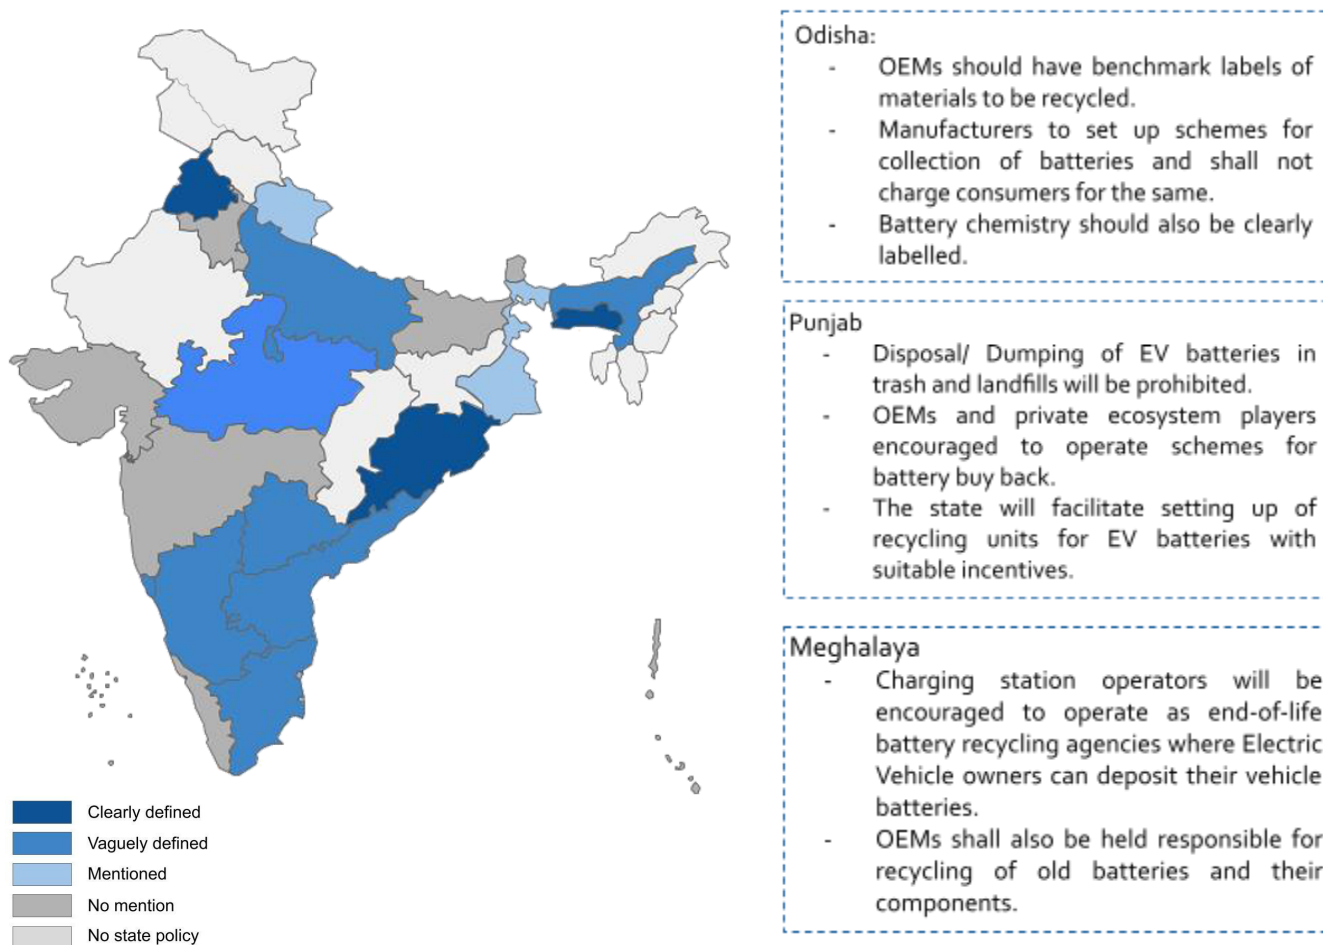 Odisha:
- OEMs should have benchmark labels of
materials to be recycled.
- Manufacturers to set up schemes for
collection of batteries and shall not
charge consumers for the same.
- Battery chemistry should also be clearly
labelled.
Punjab
- Disposal/ Dumping of EV batteries in
trash and landfills will be prohibited.
- OEMs and private ecosystem players
encouraged to operate schemes for
battery buy back.
- The state will facilitate setting up of
recycling units for EV batteries with
suitable incentives.
Meghalaya
- Charging station operators will be
encouraged to operate as end-of-life
battery recycling agencies where Electric
Vehicle owners can deposit their vehicle
batteries.
- OEMs shall also be held responsible for
recycling of old batteries and their
components.
Clearly defined
Vaguely defined
Mentioned
No mention
No state policy